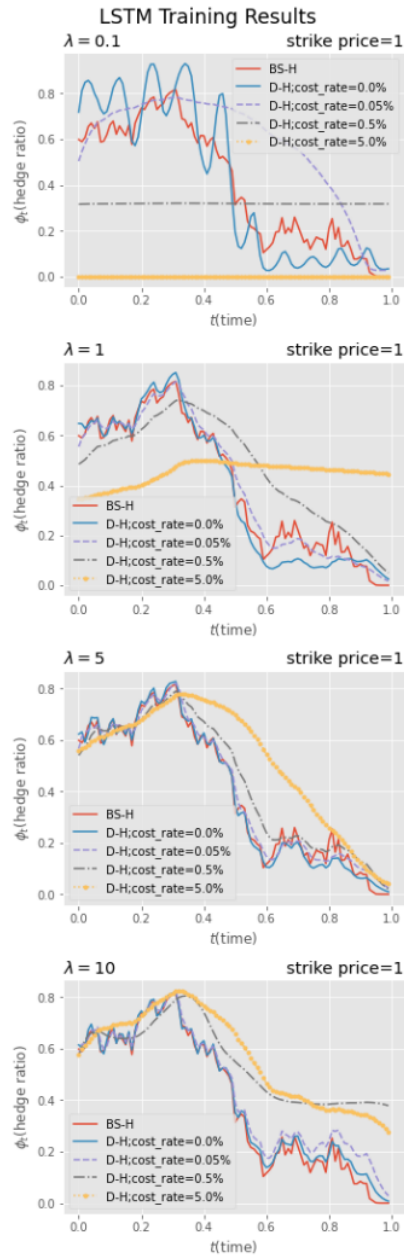 LSTM Training Results
λ = 0.1 strike price=1
0.8
0.6
0.4
0.2
0.0
ϕt(hedge ratio)
BS-H
D-H;cost_rate=0.0%
D-H;cost_rate=0.05%
D-H;cost_rate=0.5%
D-H;cost_rate=5.0%
0.0 0.2 0.4 0.6 0.8 1.0
t(time)
λ = 1 strike price=1
0.8
0.6
0.4
0.2
0.0
ϕt(hedge ratio)
BS-H
D-H;cost_rate=0.0%
D-H;cost_rate=0.05%
D-H;cost_rate=0.5%
D-H;cost_rate=5.0%
0.0 0.2 0.4 0.6 0.8 1.0
t(time)
λ = 5 strike price=1
0.8
0.6
0.4
0.2
0.0
ϕt(hedge ratio)
BS-H
D-H;cost_rate=0.0%
D-H;cost_rate=0.05%
D-H;cost_rate=0.5%
D-H;cost_rate=5.0%
0.0 0.2 0.4 0.6 0.8 1.0
t(time)
λ = 10 strike price=1
0.8
0.6
0.4
0.2
0.0
ϕt(hedge ratio)
BS-H
D-H;cost_rate=0.0%
D-H;cost_rate=0.05%
D-H;cost_rate=0.5%
D-H;cost_rate=5.0%
0.0 0.2 0.4 0.6 0.8 1.0
t(time)